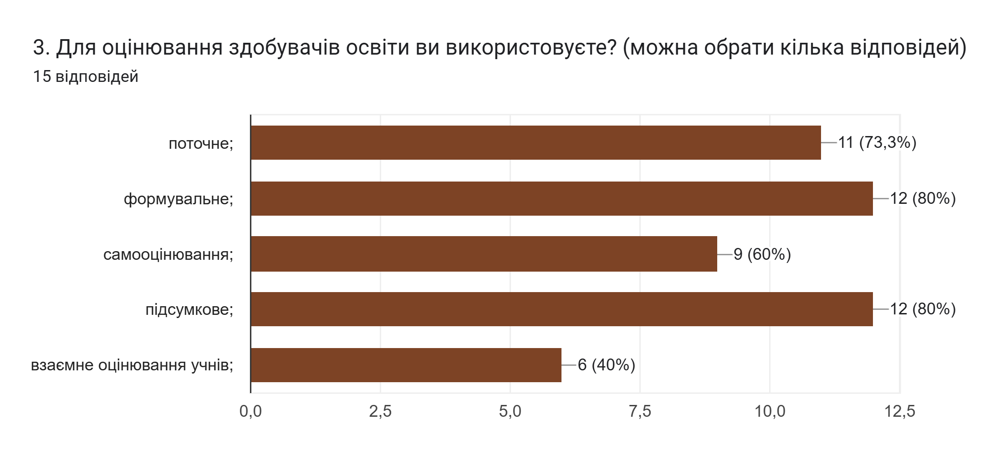 3. Для оцінювання здобувачів освіти ви використовуєте? (можна обрати кілька відповідей)
15 відповідей
поточне;
11 (73,3%)
формувальне;
12 (80%)
самооцінювання;
9 (60%)
підсумкове;
12 (80%)
взаємне оцінювання учнів;
6 (40%)
0,0 2,5 5,0 7,5 10,0 12,5